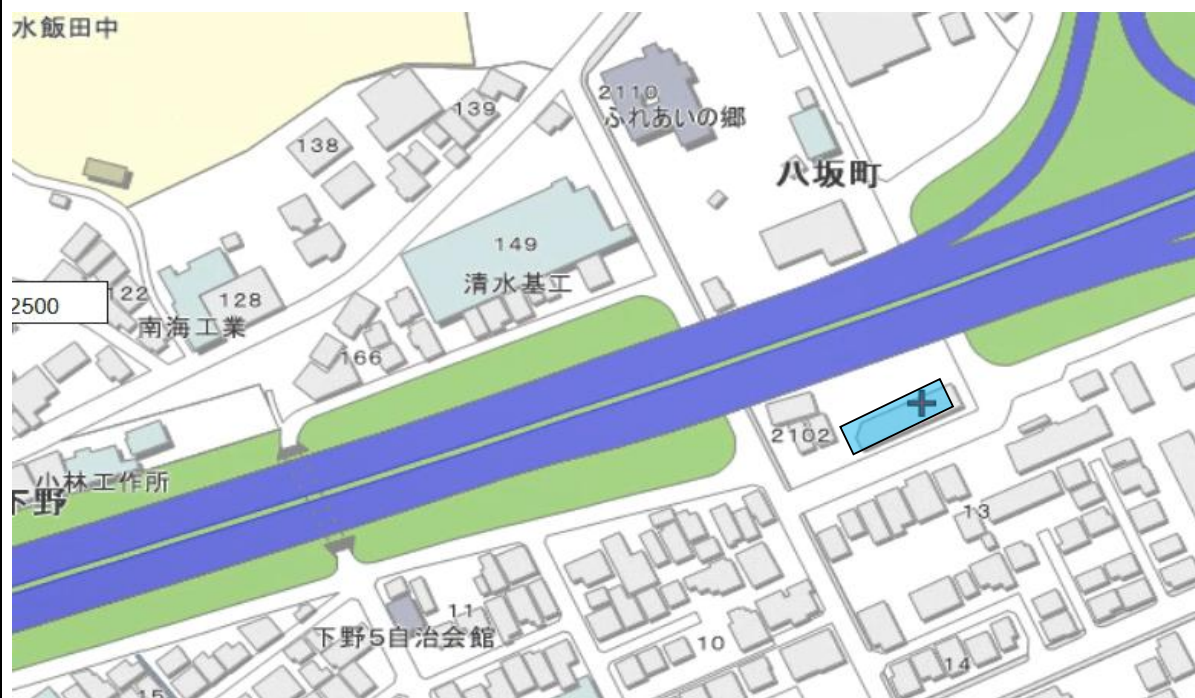 水飯田中
2110
ふれあいの郷
139
138
八坂町
149
清水基工
2500
122
128
南海工業
166
2102
小林工作所
下野
13
11
下野5自治会館
10
14
15